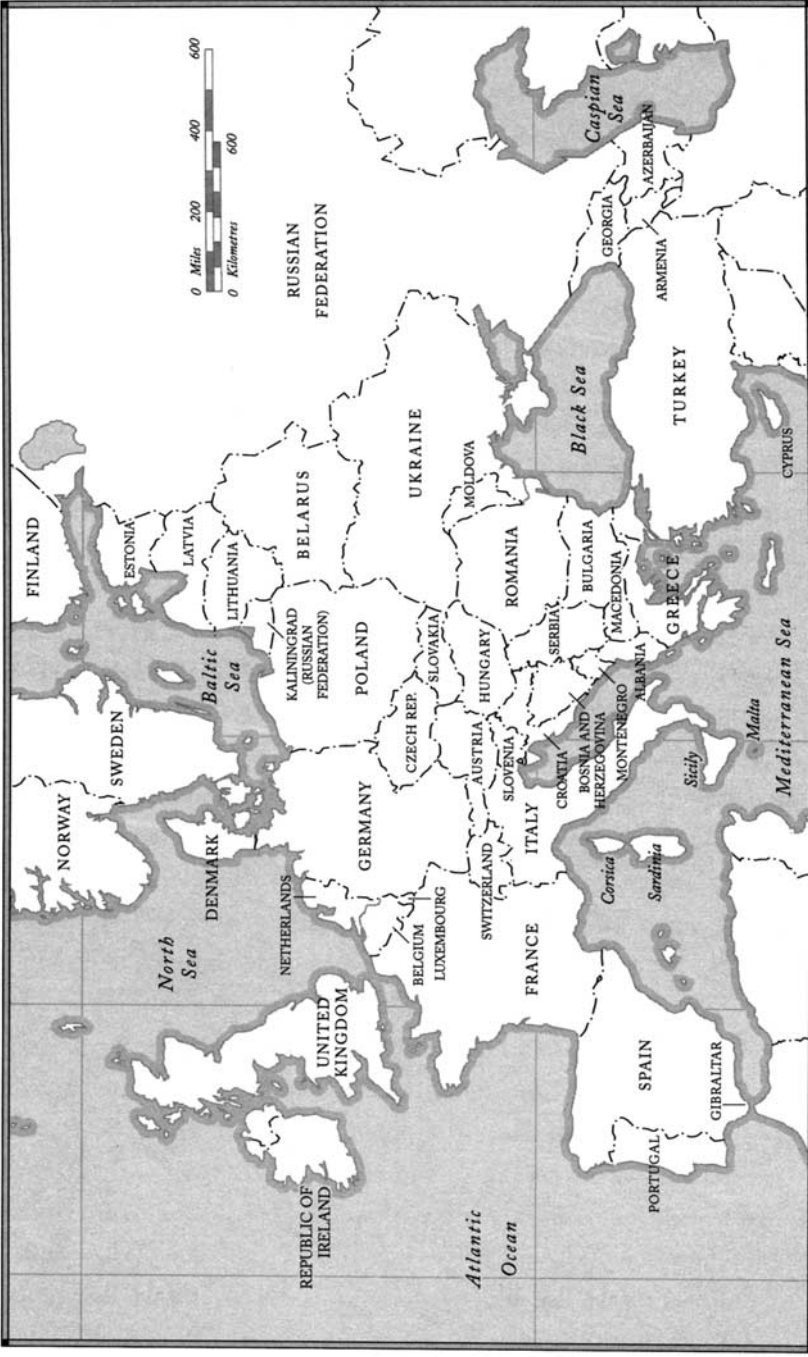 NORWAY
SWEDEN
FINLAND
ESTONIA
LATVIA
LITHUANIA
Baltic
Sea
DENMARK
North
Sea
0 Miles 200 400 600
0 Kilometres 600
RUSSIAN
FEDERATION
REPUBLIC OF
IRELAND
UNITED
KINGDOM
NETHERLANDS
BELGIUM
LUXEMBOURG
GERMANY
KALININGRAD
(RUSSIAN
FEDERATION)
POLAND
BELARUS
UKRAINE
CZECH REP.
SLOVAKIA
MOLDOVA
Atlantic
Ocean
FRANCE
SWITZERLAND
AUSTRIA
HUNGARY
ROMANIA
SLOVENIA
ITALY
CROATIA
BOSNIA AND
HERZEGOVINA
MONTENEGRO
SERBIA
BULGARIA
MACEDONIA
ALBANIA
GREECE
Black Sea
GEORGIA
ARMENIA
AZERBAIJAN
Caspian
Sea
TURKEY
CYPRUS
PORTUGAL
SPAIN
GIBRALTAR
Corsica
Sardinia
Sicily
Malta
Mediterranean Sea